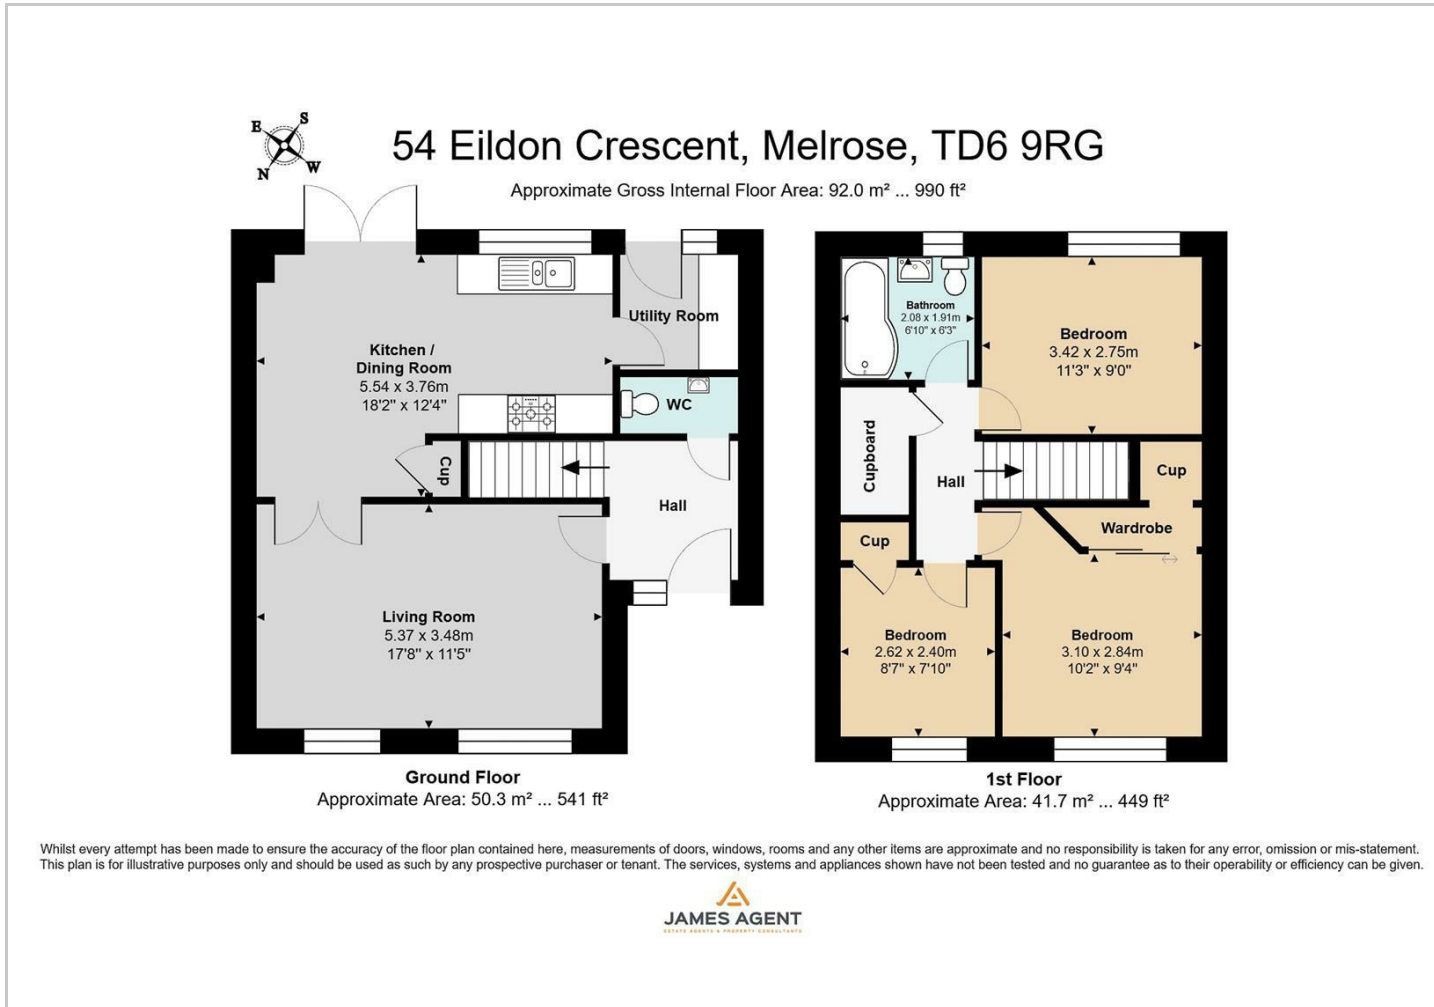 54 Eildon Crescent, Melrose, TD6 9RG
Approximate Gross Internal Floor Area: 92.0 m² ... 990 ft²
E
S
N
W
Kitchen /
Dining Room
5.54 x 3.76m
18'2" x 12'4"
Utility Room
WC
Cup
Hall
Living Room
5.37 x 3.48m
17'8" x 11'5"
Ground Floor
Approximate Area: 50.3 m² ... 541 ft²
Bathroom
2.08 x 1.91m
6'10" x 6'3"
Bedroom
3.42 x 2.75m
11'3" x 9'0"
Cupboard
Hall
Cup
Wardrobe
Cup
Bedroom
2.62 x 2.40m
8'7" x 7'10"
Bedroom
3.10 x 2.84m
10'2" x 9'4"
1st Floor
Approximate Area: 41.7 m² ... 449 ft²
Whilst every attempt has been made to ensure the accuracy of the floor plan contained here, measurements of doors, windows, rooms and any other items are approximate and no responsibility is taken for any error, omission or mis-statement.
This plan is for illustrative purposes only and should be used as such by any prospective purchaser or tenant. The services, systems and appliances shown have not been tested and no guarantee as to their operability or efficiency can be given.
JAMES AGENT
ESTATE AGENTS & PROPERTY CONSULTANTS